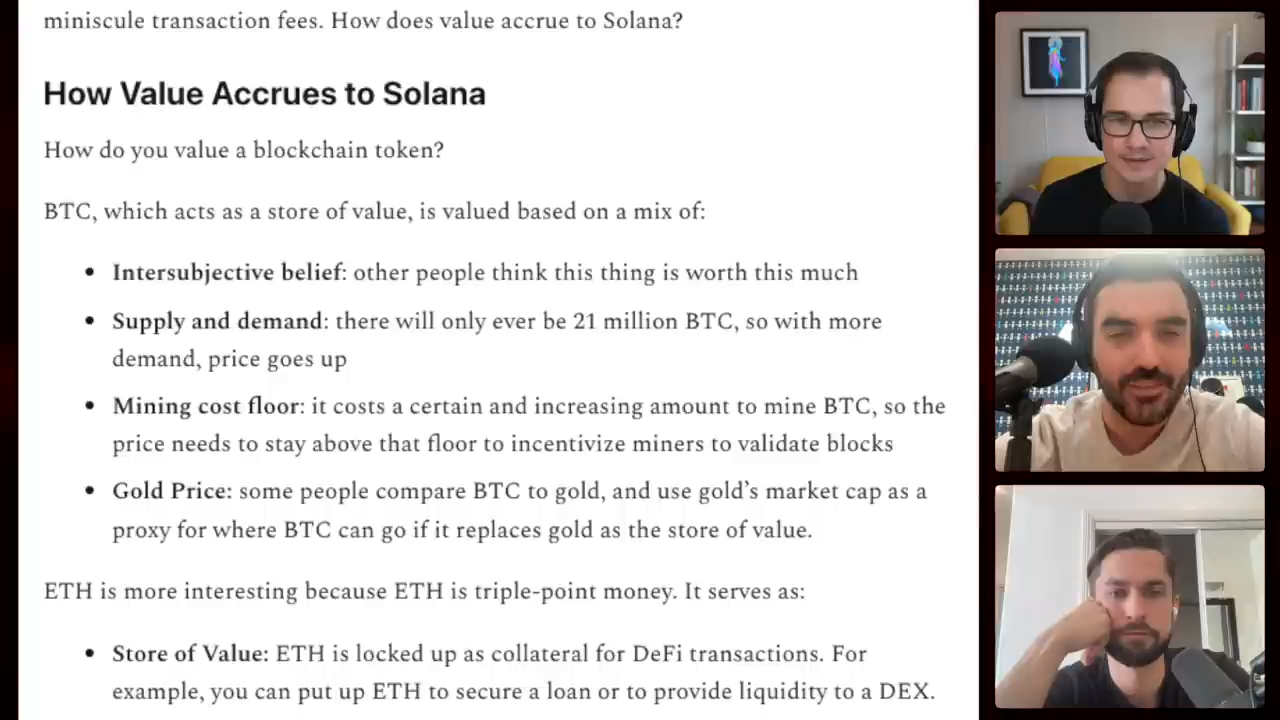 miniscule transaction fees. How does value accrue to Solana?
How Value Accrues to Solana
How do you value a blockchain token?
BTC, which acts as a store of value, is valued based on a mix of:
• Intersubjective belief: other people think this thing is worth this much
• Supply and demand: there will only ever be 21 million BTC, so with more
demand, price goes up
• Mining cost floor: it costs a certain and increasing amount to mine BTC, so the
price needs to stay above that floor to incentivize miners to validate blocks
• Gold Price: some people compare BTC to gold, and use gold’s market cap as a
proxy for where BTC can go if it replaces gold as the store of value.
ETH is more interesting because ETH is triple-point money. It serves as:
• Store of Value: ETH is locked up as collateral for DeFi transactions. For
example, you can put up ETH to secure a loan or to provide liquidity to a DEX.